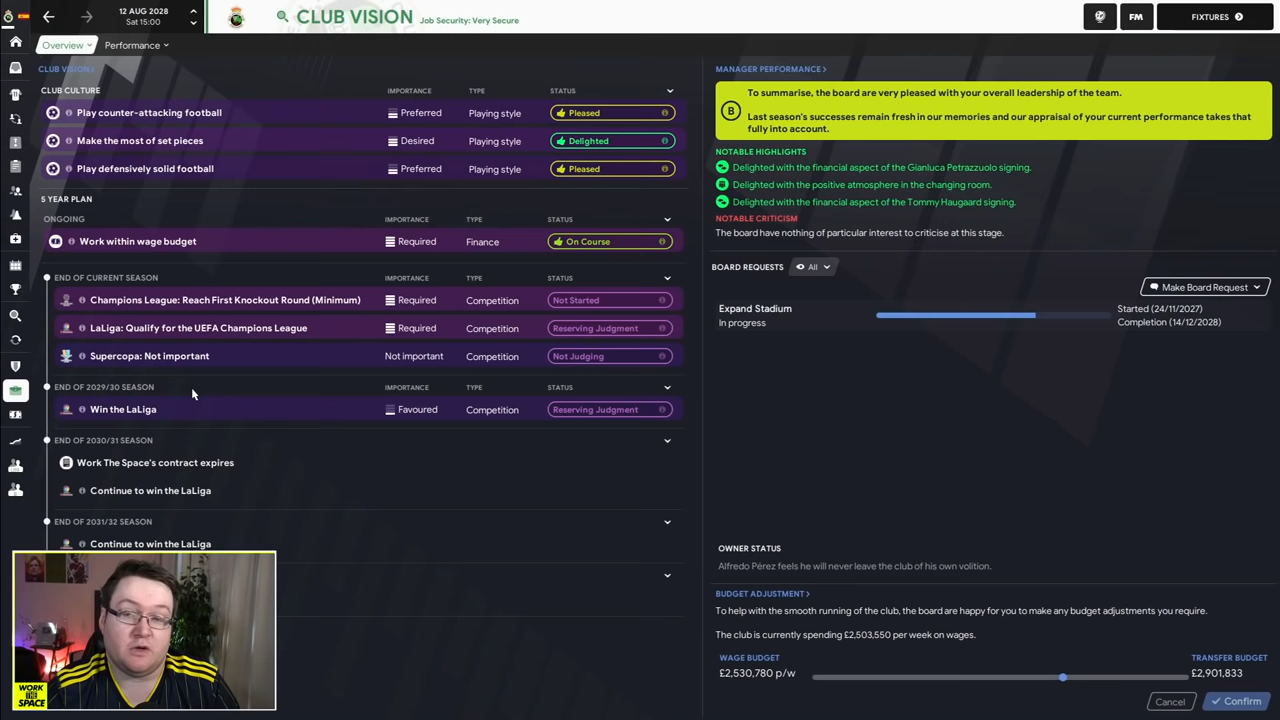 12 AUG 2028
Sat 15:00
CLUB VISION
Job Security: Very Secure
FM
FIXTURES
Overview
Performance
CLUB VISION >
CLUB CULTURE
IMPORTANCE
TYPE
STATUS
Play counter-attacking football
Preferred
Playing style
Pleased
Make the most of set pieces
Desired
Playing style
Delighted
Play defensively solid football
Preferred
Playing style
Pleased
5 YEAR PLAN
ONGOING
IMPORTANCE
TYPE
STATUS
Work within wage budget
Required
Finance
On Course
END OF CURRENT SEASON
IMPORTANCE
TYPE
STATUS
Champions League: Reach First Knockout Round (Minimum)
Required
Competition
Not Started
LaLiga: Qualify for the UEFA Champions League
Required
Competition
Reserving Judgment
Supercopa: Not important
Not important
Competition
Not Judging
END OF 2029/30 SEASON
IMPORTANCE
TYPE
STATUS
Win the LaLiga
Favoured
Competition
Reserving Judgment
END OF 2030/31 SEASON
Work The Space's contract expires
Continue to win the LaLiga
END OF 2031/32 SEASON
Continue to win the LaLiga
WORK
THE
SPACE
MANAGER PERFORMANCE >
B
To summarise, the board are very pleased with your overall leadership of the team.
Last season's successes remain fresh in our memories and our appraisal of your current performance takes that
fully into account.
NOTABLE HIGHLIGHTS
Delighted with the financial aspect of the Gianluca Petrazzuolo signing.
Delighted with the positive atmosphere in the changing room.
Delighted with the financial aspect of the Tommy Haugaard signing.
NOTABLE CRITICISM
The board have nothing of particular interest to criticise at this stage.
BOARD REQUESTS
All
Make Board Request
Expand Stadium
In progress
Started (24/11/2027)
Completion (14/12/2028)
OWNER STATUS
Alfredo Pérez feels he will never leave the club of his own volition.
BUDGET ADJUSTMENT >
To help with the smooth running of the club, the board are happy for you to make any budget adjustments you require.
The club is currently spending £2,503,550 per week on wages.
WAGE BUDGET
£2,530,780 p/w
TRANSFER BUDGET
£2,901,833
Cancel
Confirm